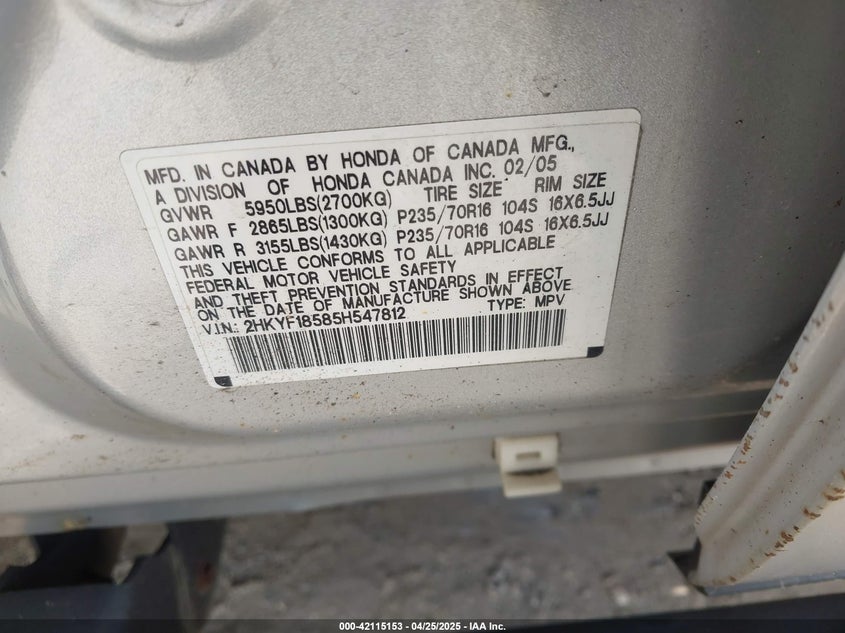 MFD. IN CANADA BY HONDA OF CANADA MFG.,
A DIVISION OF HONDA CANADA INC. 02/05
GVWR 5950LBS(2700KG) TIRE SIZE RIM SIZE
GAWR F 2865LBS(1300KG) P235/70R16 104S 16X6.5JJ
GAWR R 3155LBS(1430KG) P235/70R16 104S 16X6.5JJ
THIS VEHICLE CONFORMS TO ALL APPLICABLE
FEDERAL MOTOR VEHICLE SAFETY
AND THEFT PREVENTION STANDARDS IN EFFECT
ON THE DATE OF MANUFACTURE SHOWN ABOVE
V.I.N.: 2HKYF18585H547812 TYPE: MPV
000-42115153 — 04/25/2025 — IAA Inc.